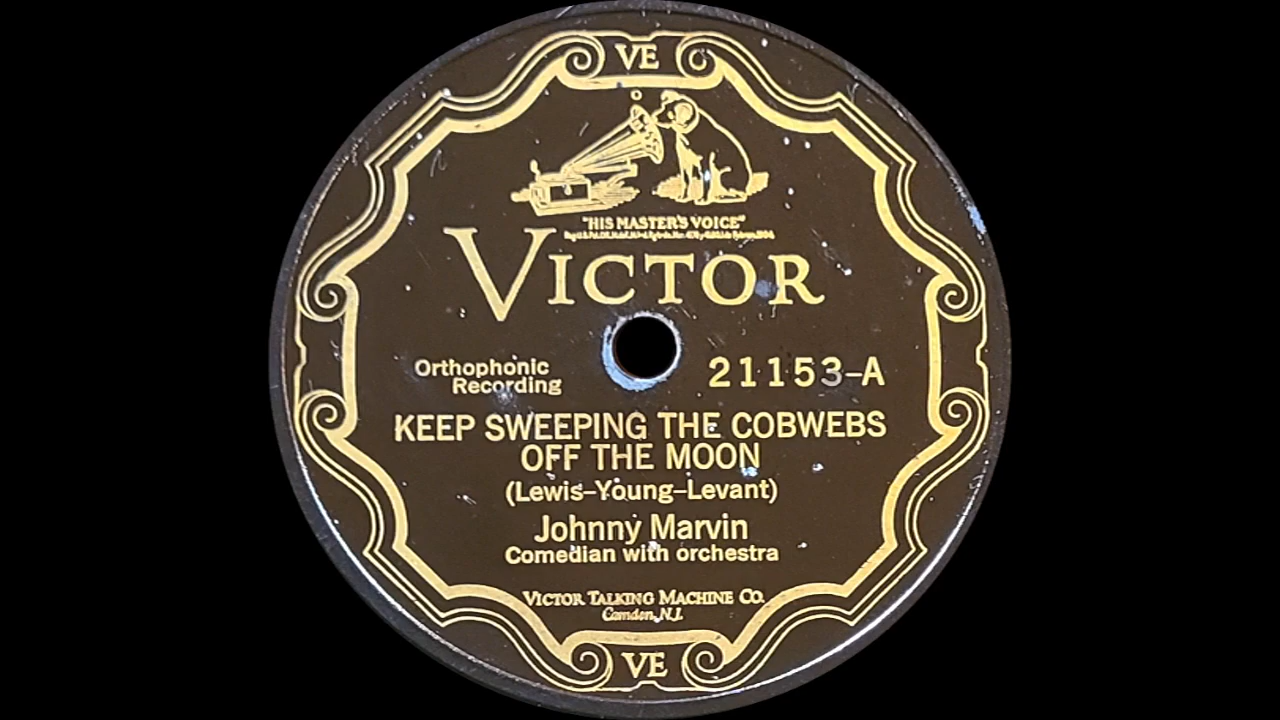 VE
"HIS MASTER'S VOICE"
VICTOR
Orthophonic
Recording
21153-A
KEEP SWEEPING THE COBWEBS
OFF THE MOON
(Lewis-Young-Levant)
Johnny Marvin
Comedian with orchestra
VICTOR TALKING MACHINE CO.
Camden, N.J.
VE